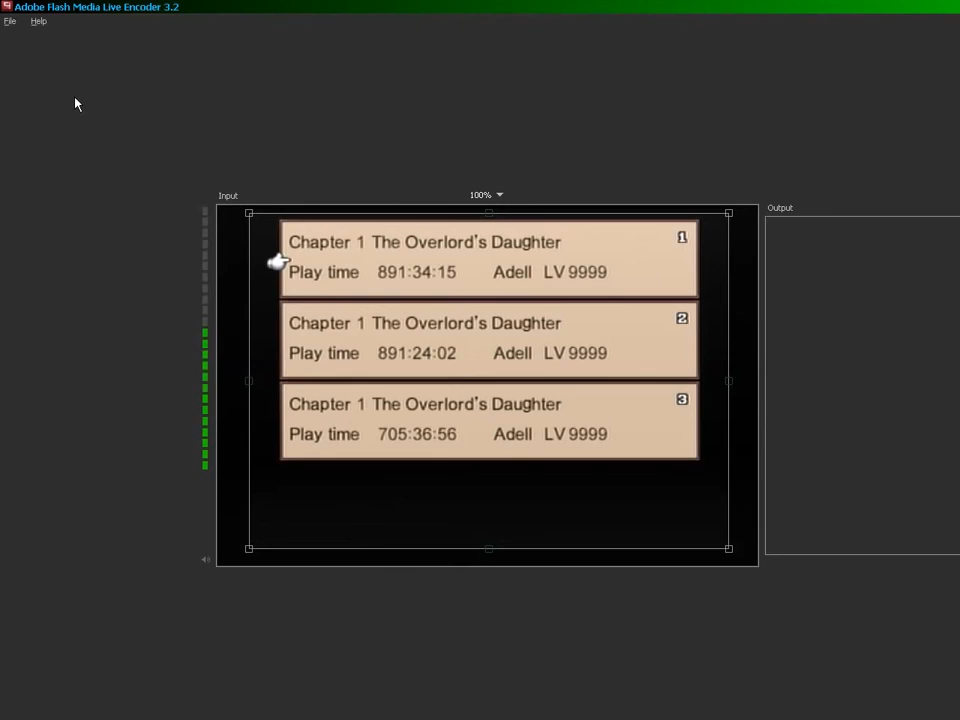 Adobe Flash Media Live Encoder 3.2
File Help
Input 100%
Output
Chapter 1 The Overlord's Daughter 1
Play time 891:34:15 Adell LV 9999
Chapter 1 The Overlord's Daughter 2
Play time 891:24:02 Adell LV 9999
Chapter 1 The Overlord's Daughter 3
Play time 705:36:56 Adell LV 9999